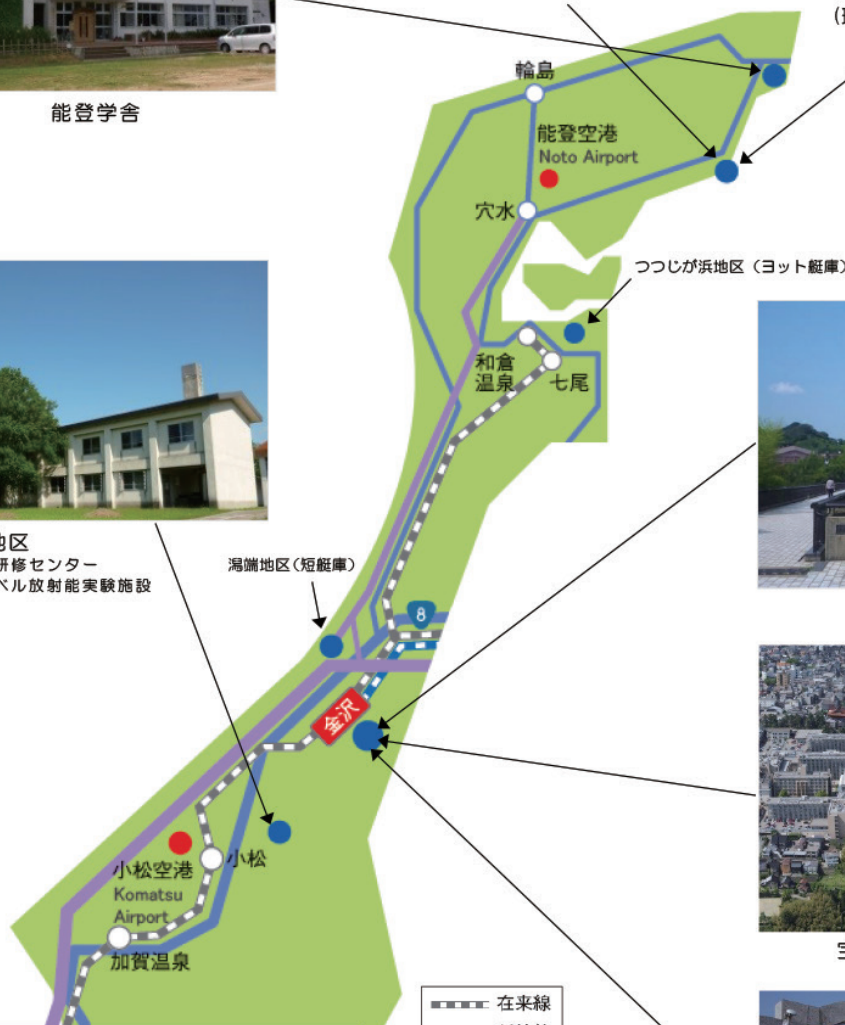 能登学舎
輪島
能登空港
Noto Airport
穴水
つつじが浜地区（ヨット艇庫）
和倉
温泉
七尾
地区
研修センター
ベル放射能実験施設
潟端地区（短艇庫）
8
金沢
小松空港
Komatsu
Airport
小松
加賀温泉
在来線